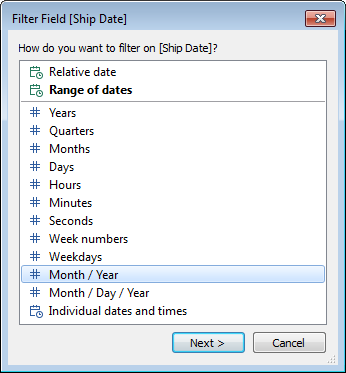 Filter Field [Ship Date]
How do you want to filter on [Ship Date]?
Relative date
Range of dates
Years
Quarters
Months
Days
Hours
Minutes
Seconds
Week numbers
Weekdays
Month / Year
Month / Day / Year
Individual dates and times
Next > Cancel